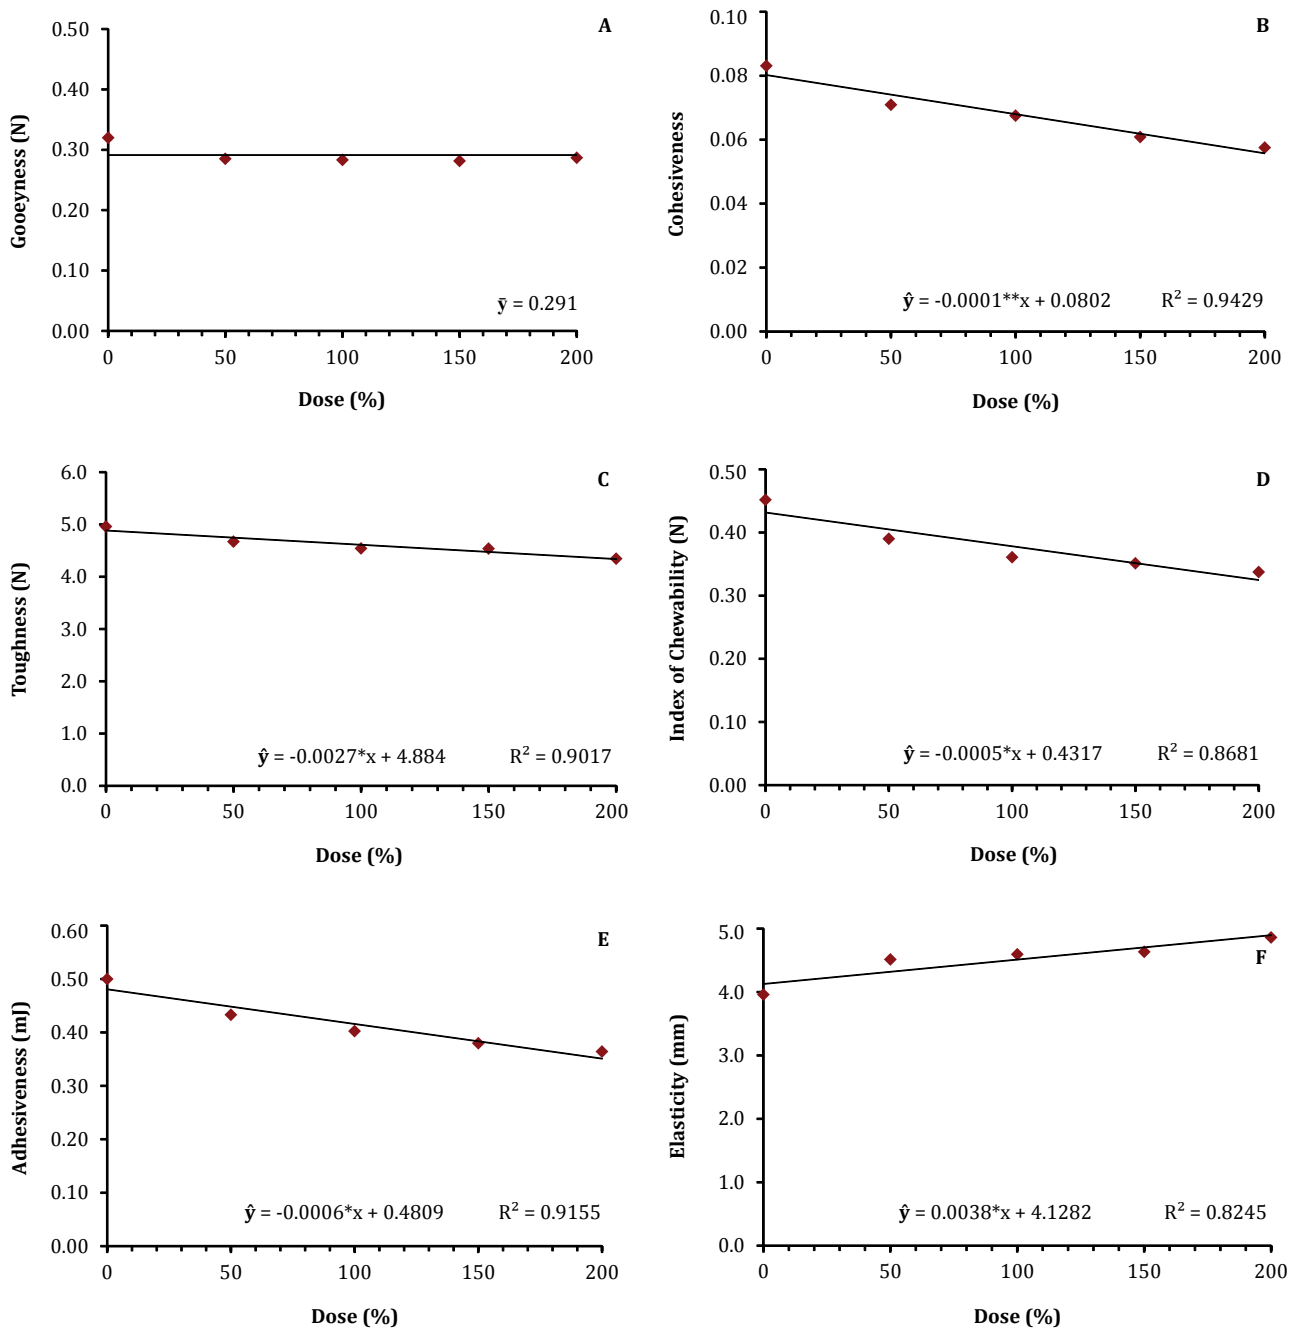 A
Gooeyness (N)
0.50
0.40
0.30
0.20
0.10
0.00
ȳ = 0.291
0 50 100 150 200
Dose (%)
B
Cohesiveness
0.10
0.08
0.06
0.04
0.02
0.00
ŷ = -0.0001**x + 0.0802 R² = 0.9429
0 50 100 150 200
Dose (%)
C
Toughness (N)
6.0
5.0
4.0
3.0
2.0
1.0
0.0
ŷ = -0.0027*x + 4.884 R² = 0.9017
0 50 100 150 200
Dose (%)
D
Index of Chewability (N)
0.50
0.40
0.30
0.20
0.10
0.00
ŷ = -0.0005*x + 0.4317 R² = 0.8681
0 50 100 150 200
Dose (%)
E
Adhesiveness (mJ)
0.60
0.50
0.40
0.30
0.20
0.10
0.00
ŷ = -0.0006*x + 0.4809 R² = 0.9155
0 50 100 150 200
Dose (%)
F
Elasticity (mm)
5.0
4.0
3.0
2.0
1.0
0.0
ŷ = 0.0038*x + 4.1282 R² = 0.8245
0 50 100 150 200
Dose (%)